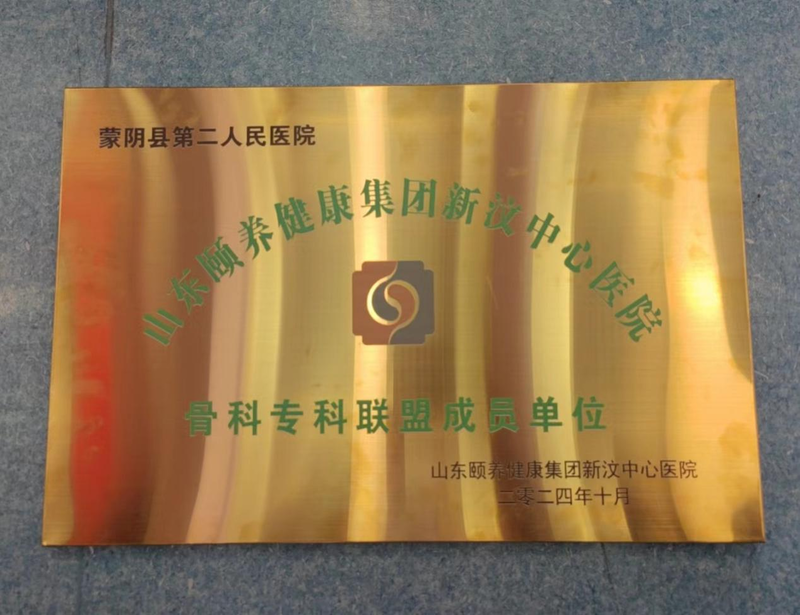 蒙阴县第二人民医院
山东颐养健康集团新汶中心医院
骨科专科联盟成员单位
山东颐养健康集团新汶中心医院
二零二四年十月